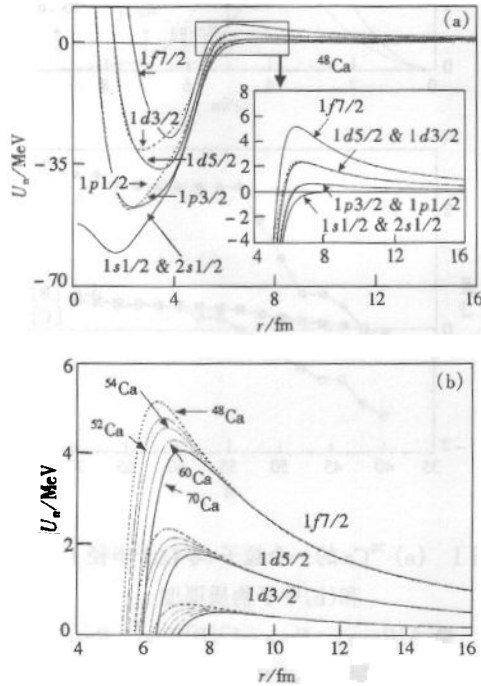 (a)
0
-35
-70
U_n/MeV
1f7/2
1d3/2
1d5/2
1p1/2
1p3/2
1s1/2 & 2s1/2
⁴⁸Ca
8
6
4
2
0
-2
-4
1f7/2
1d5/2 & 1d3/2
1p3/2 & 1p1/2
1s1/2 & 2s1/2
4 8 12 16
0 4 8 12 16
r/fm
(b)
6
4
2
0
U_n/MeV
⁵⁴Ca
⁵²Ca
⁴⁸Ca
⁶⁰Ca
⁷⁰Ca
1f7/2
1d5/2
1d3/2
4 6 8 10 12 14 16
r/fm